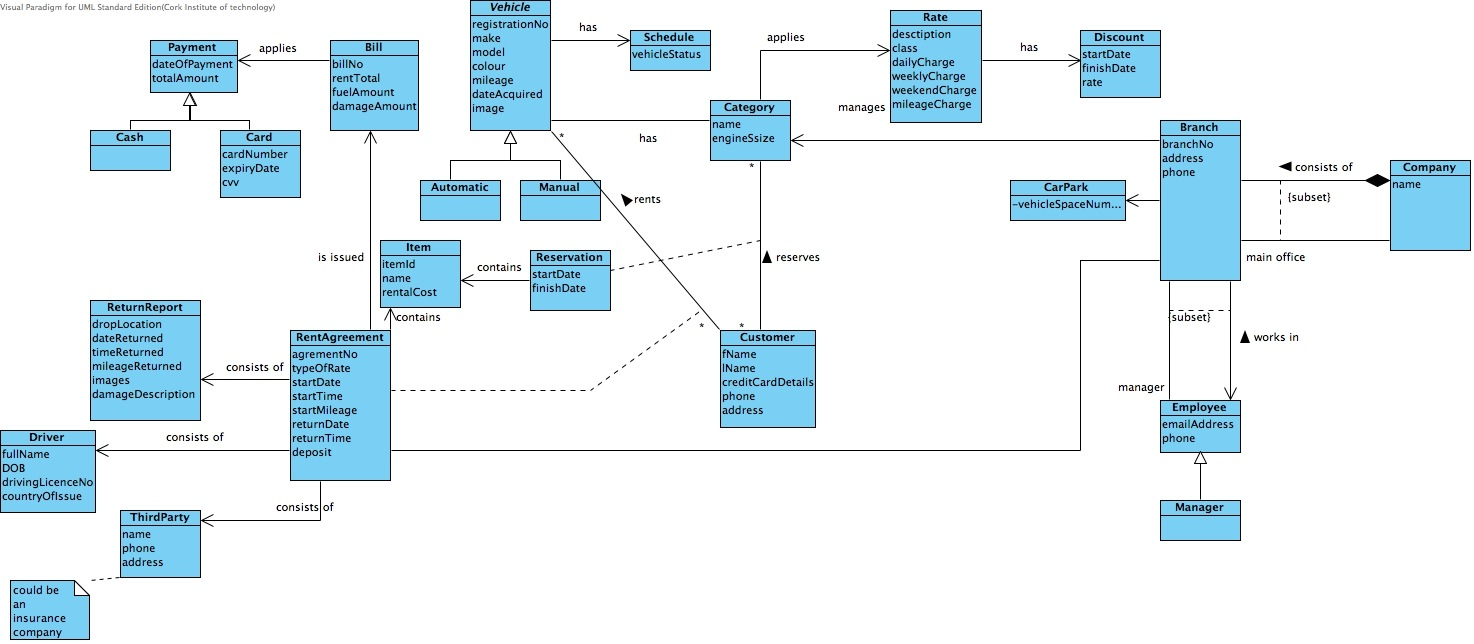 Visual Paradigm for UML Standard Edition(Cork Institute of technology)
Vehicle
registrationNo
make
model
colour
mileage
dateAcquired
image
has
Schedule
vehicleStatus
Payment
dateOfPayment
totalAmount
applies
Bill
billNo
rentTotal
fuelAmount
damageAmount
Cash
Card
cardNumber
expiryDate
cvv
applies
Rate
desctiption
class
dailyCharge
weeklyCharge
weekendCharge
mileageCharge
has
Discount
startDate
finishDate
rate
Category
name
engineSsize
manages
has
*
*
Automatic
Manual
rents
Branch
branchNo
address
phone
consists of
{subset}
Company
name
CarPark
-vehicleSpaceNum...
main office
is issued
Item
itemId
name
rentalCost
contains
Reservation
startDate
finishDate
reserves
contains
*
*
ReturnReport
dropLocation
dateReturned
timeReturned
mileageReturned
images
damageDescription
consists of
RentAgreement
agrementNo
typeOfRate
startDate
startTime
startMileage
returnDate
returnTime
deposit
Customer
fName
lName
creditCardDetails
phone
address
{subset}
works in
manager
Employee
emailAddress
phone
Manager
Driver
fullName
DOB
drivingLicenceNo
countryOfIssue
consists of
consists of
ThirdParty
name
phone
address
could be
an
insurance
company